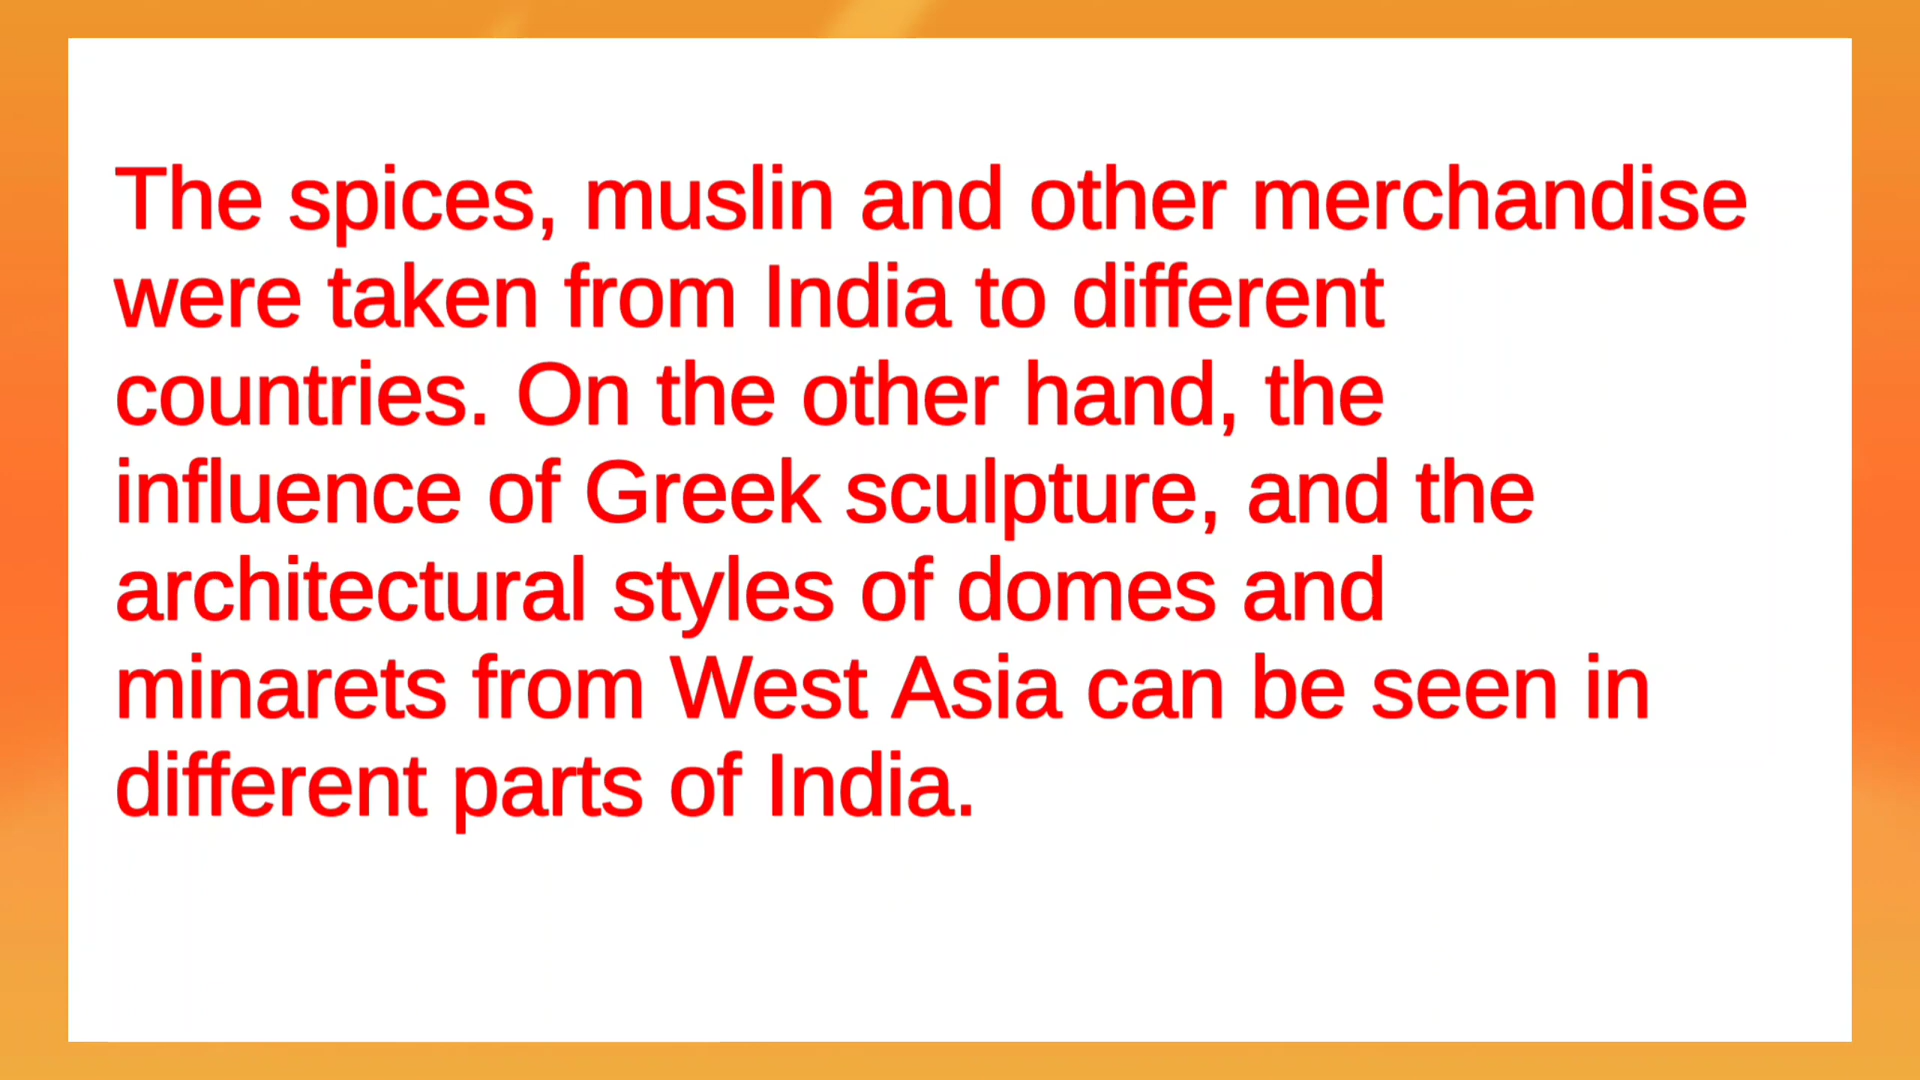 The spices, muslin and other merchandise
were taken from India to different
countries. On the other hand, the
influence of Greek sculpture, and the
architectural styles of domes and
minarets from West Asia can be seen in
different parts of India.